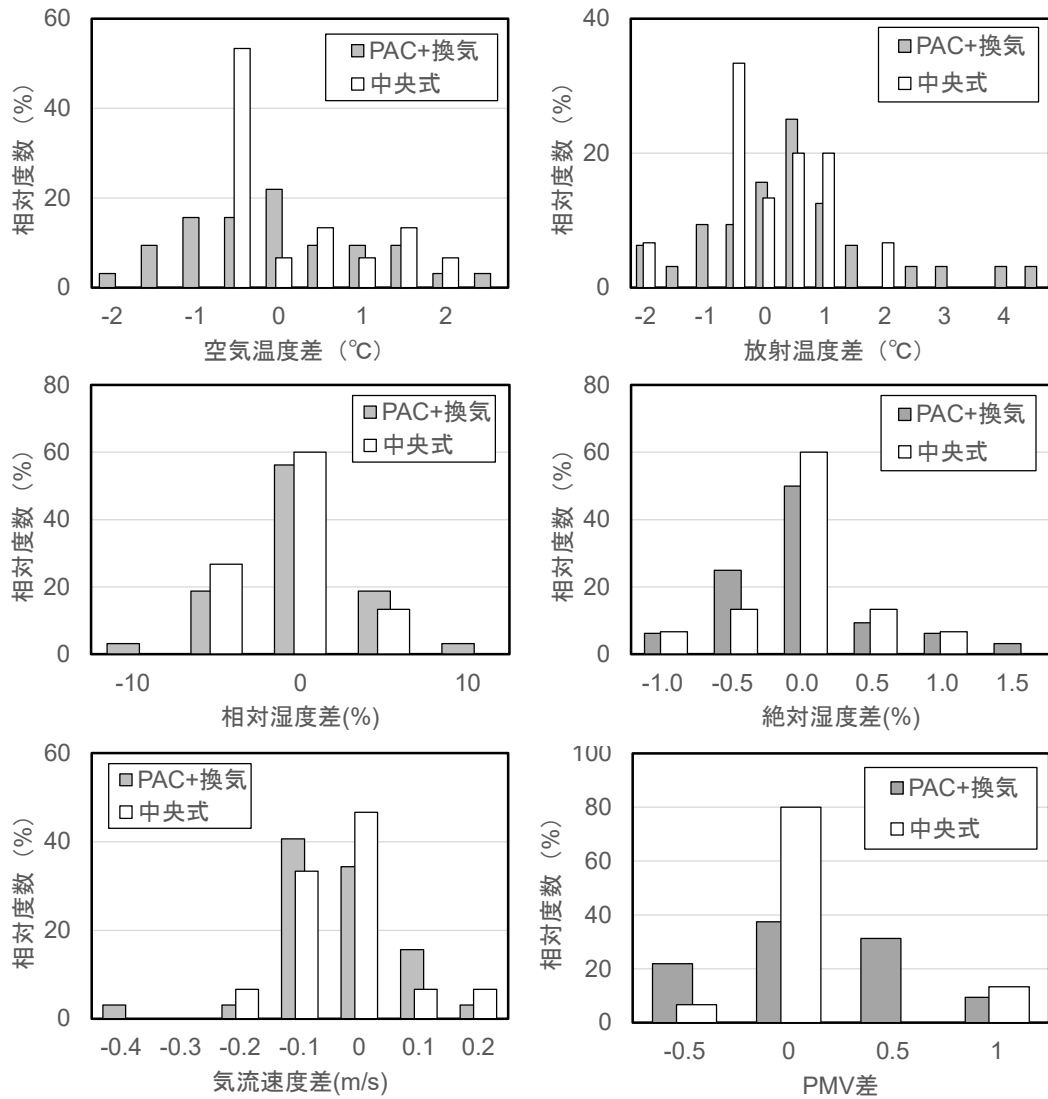 60
40
20
0
相対度数（%）
PAC+換気
中央式
-2 -1 0 1 2
空気温度差（℃）
40
20
0
相対度数（%）
PAC+換気
中央式
-2 -1 0 1 2 3 4
放射温度差（℃）
80
60
40
20
0
相対度数（%）
PAC+換気
中央式
-10 0 10
相対湿度差(%)
80
60
40
20
0
相対度数（%）
PAC+換気
中央式
-1.0 -0.5 0.0 0.5 1.0 1.5
絶対湿度差(%)
60
40
20
0
相対度数（%）
PAC+換気
中央式
-0.4 -0.3 -0.2 -0.1 0 0.1 0.2
気流速度差(m/s)
100
80
60
40
20
0
相対度数（%）
PAC+換気
中央式
-0.5 0 0.5 1
PMV差